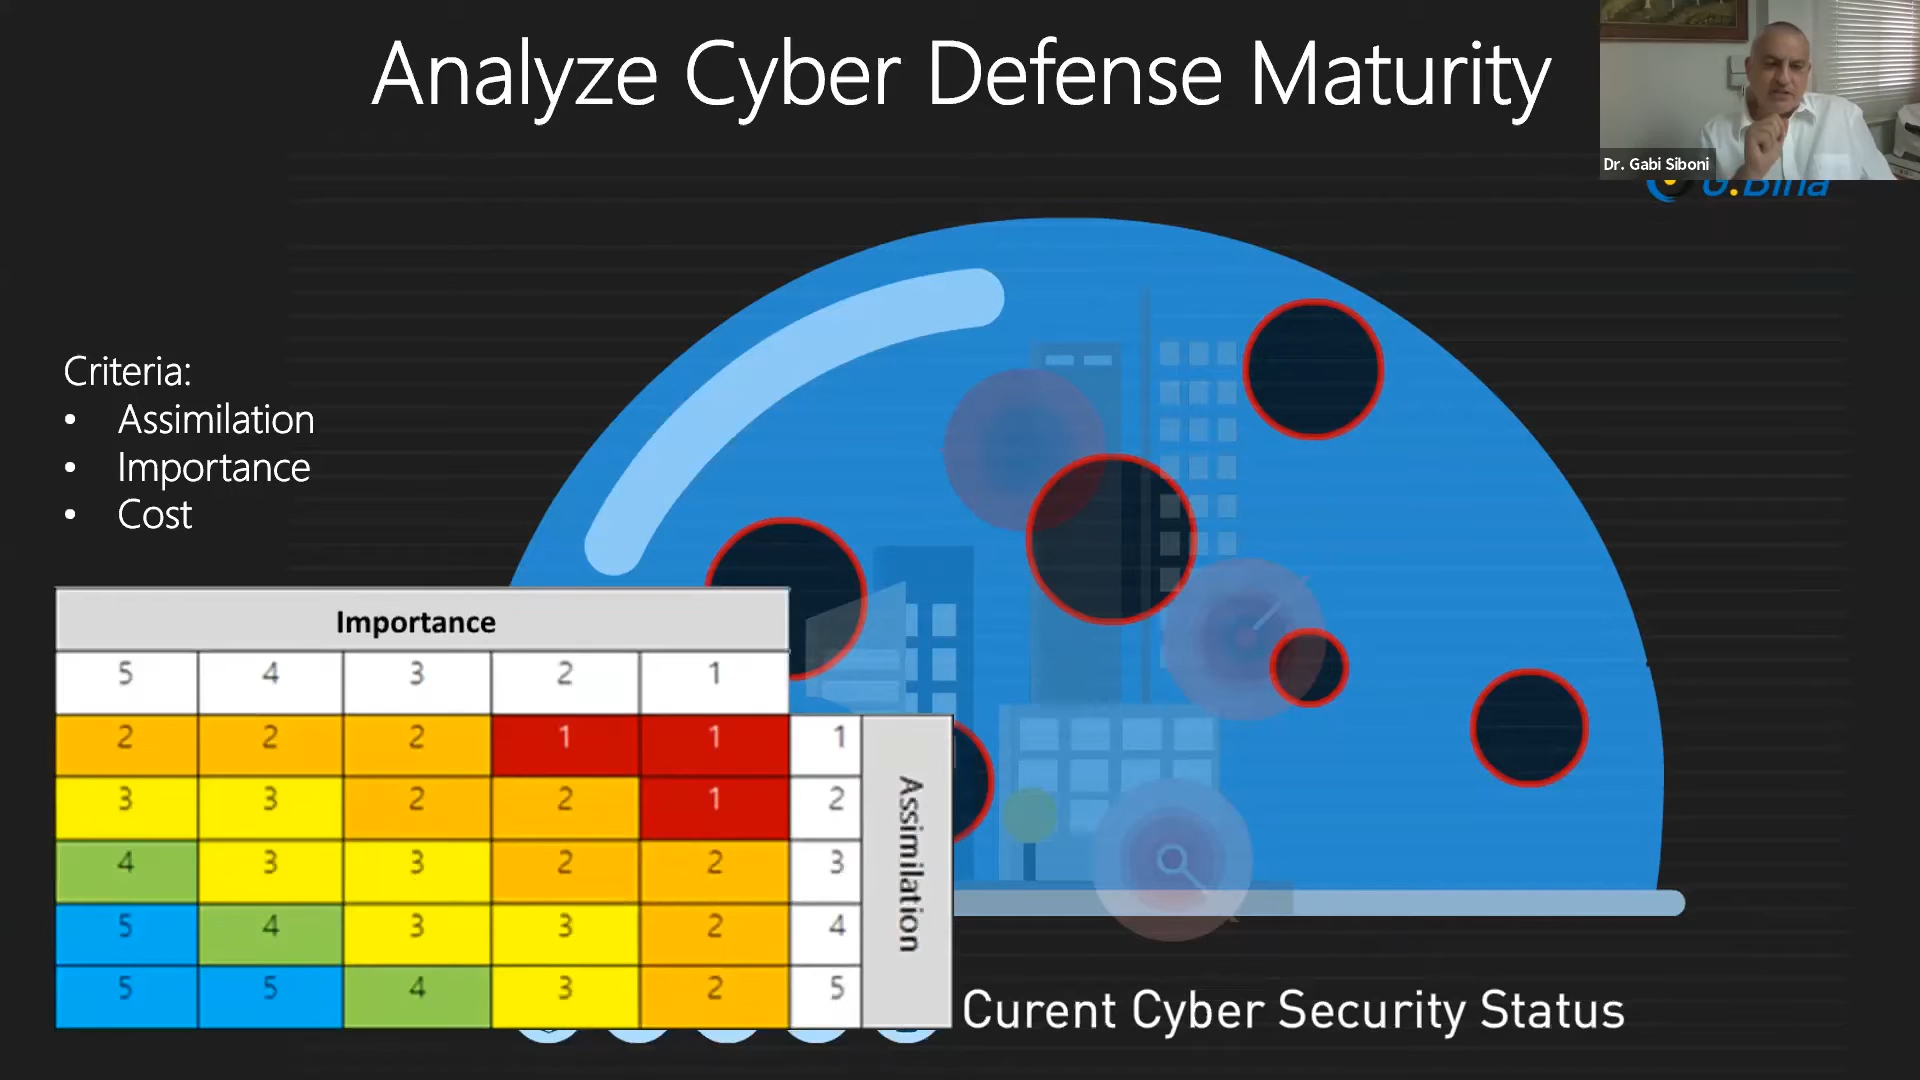 Analyze Cyber Defense Maturity
Dr. Gabi Siboni
G.Bina
Criteria:
• Assimilation
• Importance
• Cost
Importance
5 4 3 2 1
2 2 2 1 1 1
3 3 2 2 1 2
4 3 3 2 2 3
5 4 3 3 2 4
5 5 4 3 2 5
Assimilation
Curent Cyber Security Status